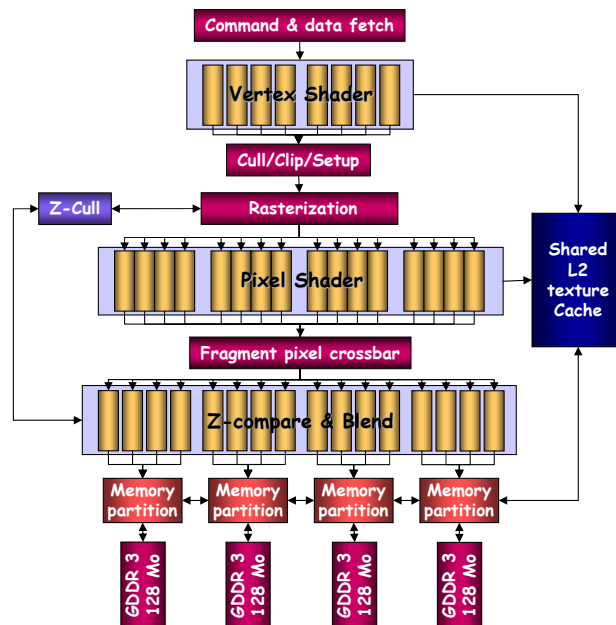 Command & data fetch
Vertex Shader
Cull/Clip/Setup
Z-Cull
Rasterization
Shared
L2
texture
Cache
Pixel Shader
Fragment pixel crossbar
Z-compare & Blend
Memory
partition
Memory
partition
Memory
partition
Memory
partition
GDDR 3
128 Mo
GDDR 3
128 Mo
GDDR 3
128 Mo
GDDR 3
128 Mo